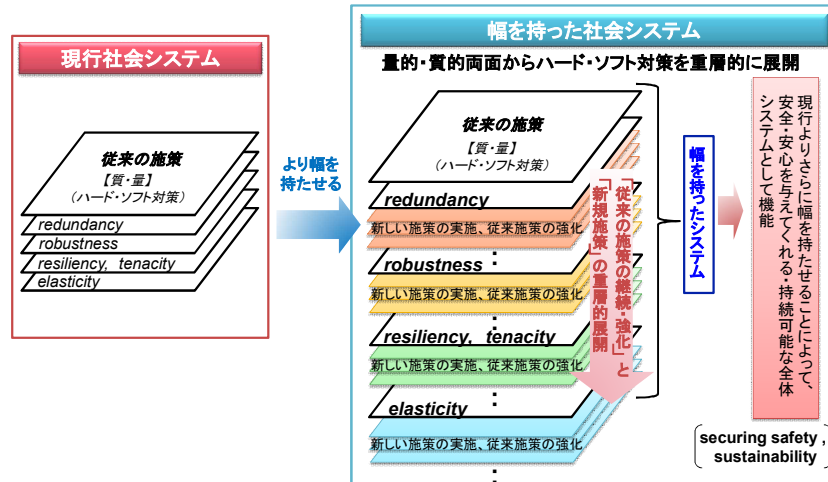 現行社会システム
従来の施策
【質・量】
(ハード・ソフト対策)
redundancy
robustness
resiliency, tenacity
elasticity
より幅を
持たせる
幅を持った社会システム
量的・質的両面からハード・ソフト対策を重層的に展開
従来の施策
【質・量】
(ハード・ソフト対策)
redundancy
新しい施策の実施、従来施策の強化
robustness
新しい施策の実施、従来施策の強化
resiliency, tenacity
新しい施策の実施、従来施策の強化
elasticity
新しい施策の実施、従来施策の強化
「従来の施策の継続・強化」と
「新規施策」の重層的展開
幅を持ったシステム
現行よりさらに幅を持たせることによって、
安全・安心を与えてくれる・持続可能な全体
システムとして機能
securing safety ,
sustainability